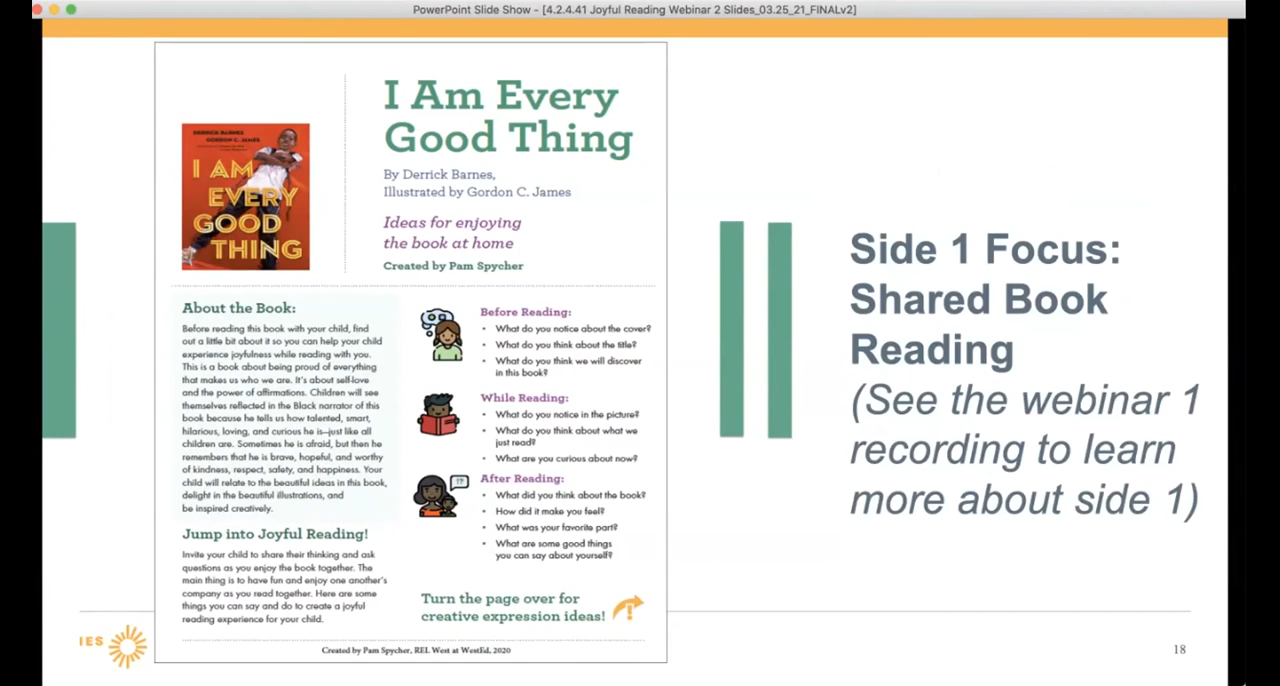 PowerPoint Slide Show - [4.2.4.41 Joyful Reading Webinar 2 Slides_03.25_21_FINALv2]
I Am Every
Good Thing
By Derrick Barnes,
Illustrated by Gordon C. James
Ideas for enjoying
the book at home
Created by Pam Spycher
DERRICK BARNES
GORDON C. JAMES
I AM
EVERY
GOOD
THING
About the Book:
Before reading this book with your child, find
out a little bit about it so you can help your child
experience joyfulness while reading with you.
This is a book about being proud of everything
that makes us who we are. It's about self-love
and the power of affirmations. Children will see
themselves reflected in the Black narrator of this
book because he tells us how talented, smart,
hilarious, loving, and curious he is—just like all
children are. Sometimes he is afraid, but then he
remembers that he is brave, hopeful, and worthy
of kindness, respect, safety, and happiness. Your
child will relate to the beautiful ideas in this book,
delight in the beautiful illustrations, and
be inspired creatively.
Jump into Joyful Reading!
Invite your child to share their thinking and ask
questions as you enjoy the book together. The
main thing is to have fun and enjoy one another's
company as you read together. Here are some
things you can say and do to create a joyful
reading experience for your child.
Before Reading:
• What do you notice about the cover?
• What do you think about the title?
• What do you think we will discover
in this book?
While Reading:
• What do you notice in the picture?
• What do you think about what we
just read?
• What are you curious about now?
After Reading:
• What did you think about the book?
• How did it make you feel?
• What was your favorite part?
• What are some good things
you can say about yourself?
Turn the page over for
creative expression ideas!
Created by Pam Spycher, REL West at WestEd, 2020
Side 1 Focus:
Shared Book
Reading
(See the webinar 1
recording to learn
more about side 1)
IES
18